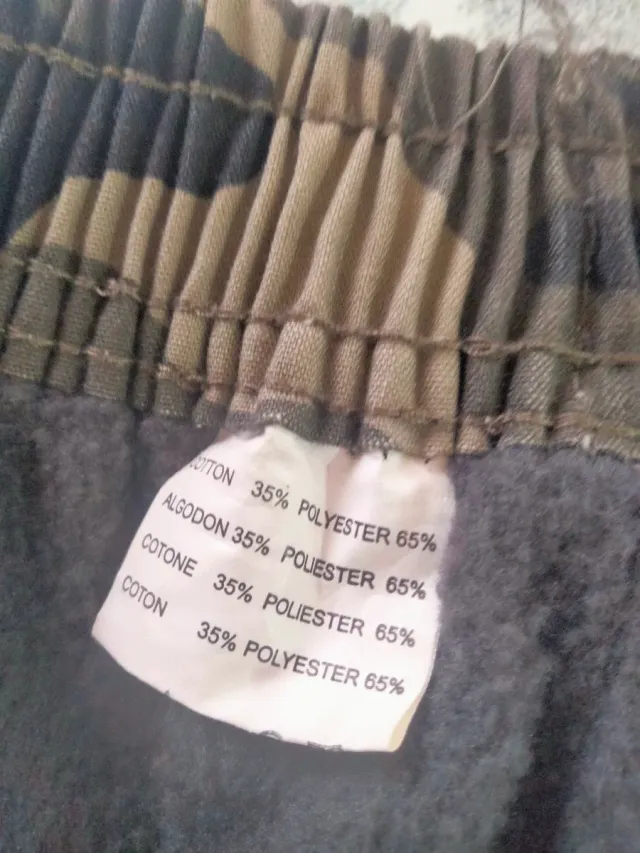 COTTON 35% POLYESTER 65%
ALGODON 35% POLIESTER 65%
COTONE 35% POLIESTER 65%
COTON 35% POLYESTER 65%